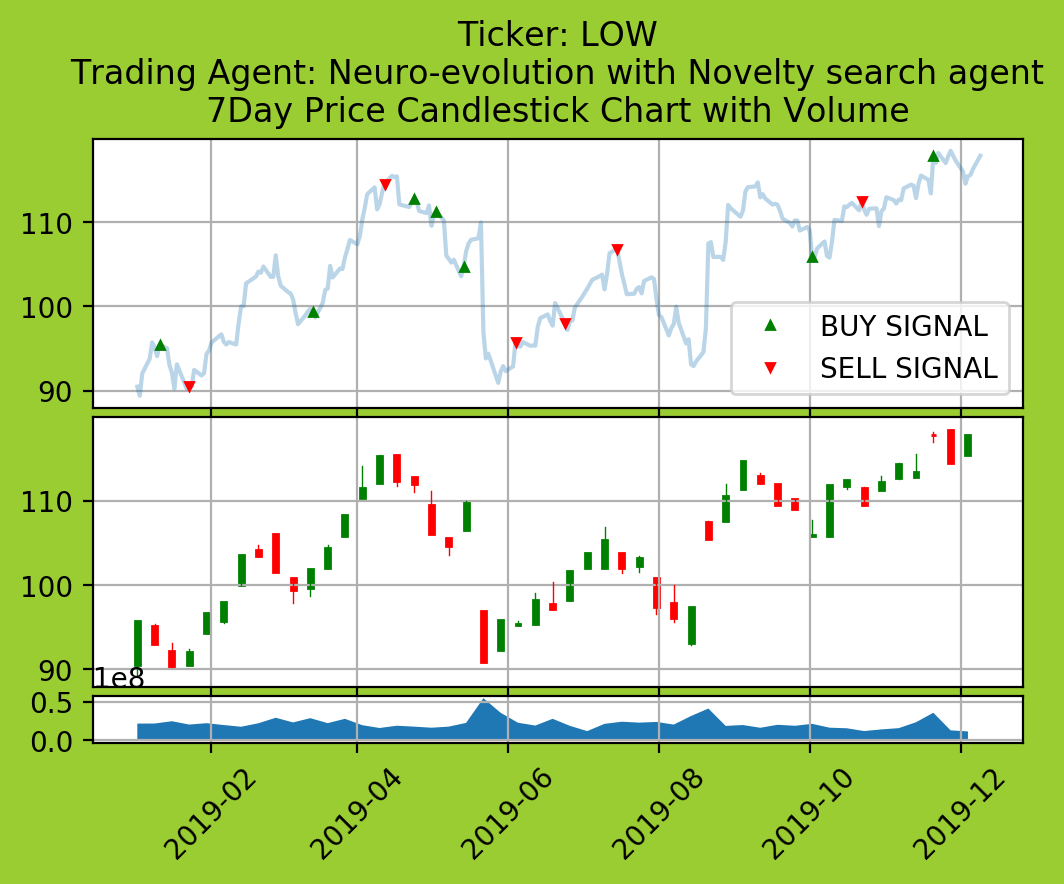 Ticker: LOW
Trading Agent: Neuro-evolution with Novelty search agent
7Day Price Candlestick Chart with Volume
110
100
90
BUY SIGNAL
SELL SIGNAL
110
100
90
1e8
0.5
0.0
2019-02
2019-04
2019-06
2019-08
2019-10
2019-12